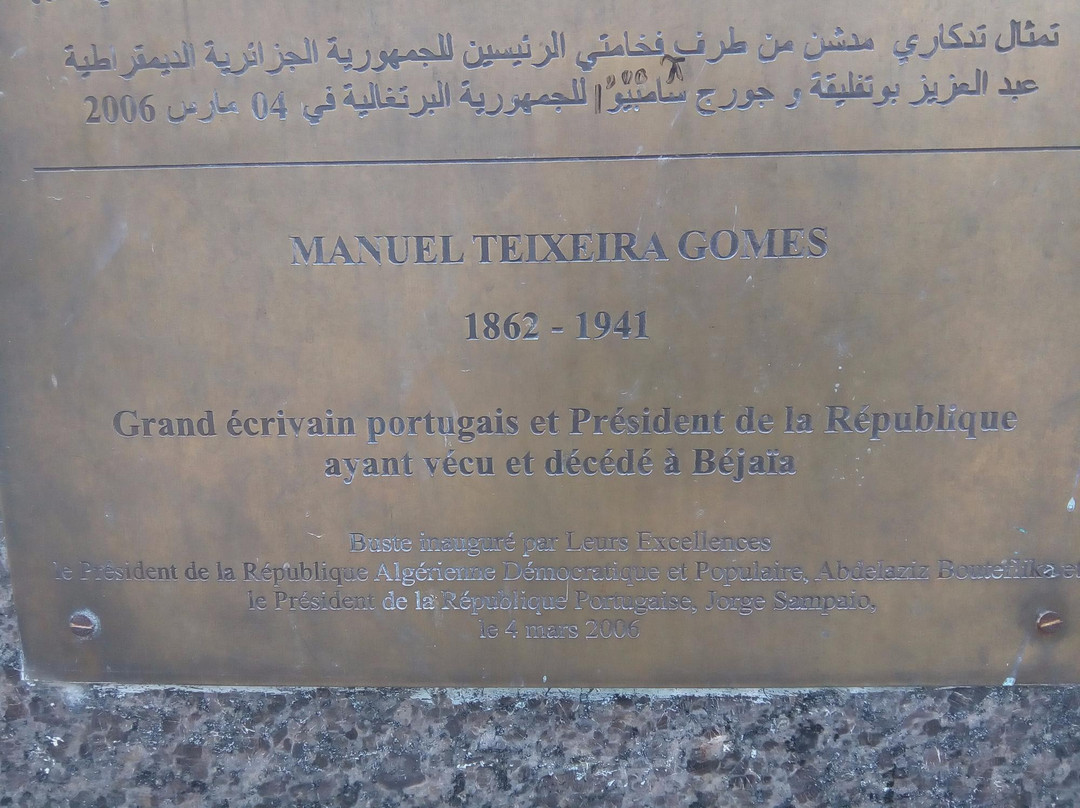 تمثال تدكاري مدشن من طرف فخامتي الرئيسين للجمهورية الجزائرية الديمقراطية
عبد العزيز بوتفليقة و جورج للجمهورية البرتغالية في 04 مارس 2006
MANUEL TEIXEIRA GOMES
1862 - 1941
Grand écrivain portugais et Président de la République
ayant vécu et décédé à Béjaïa
Buste inauguré par Leurs Excellences
le Président de la République Algérienne Démocratique et Populaire, Abdelaziz Bouteflika et
le Président de la République Portugaise, Jorge Sampaio,
le 4 mars 2006